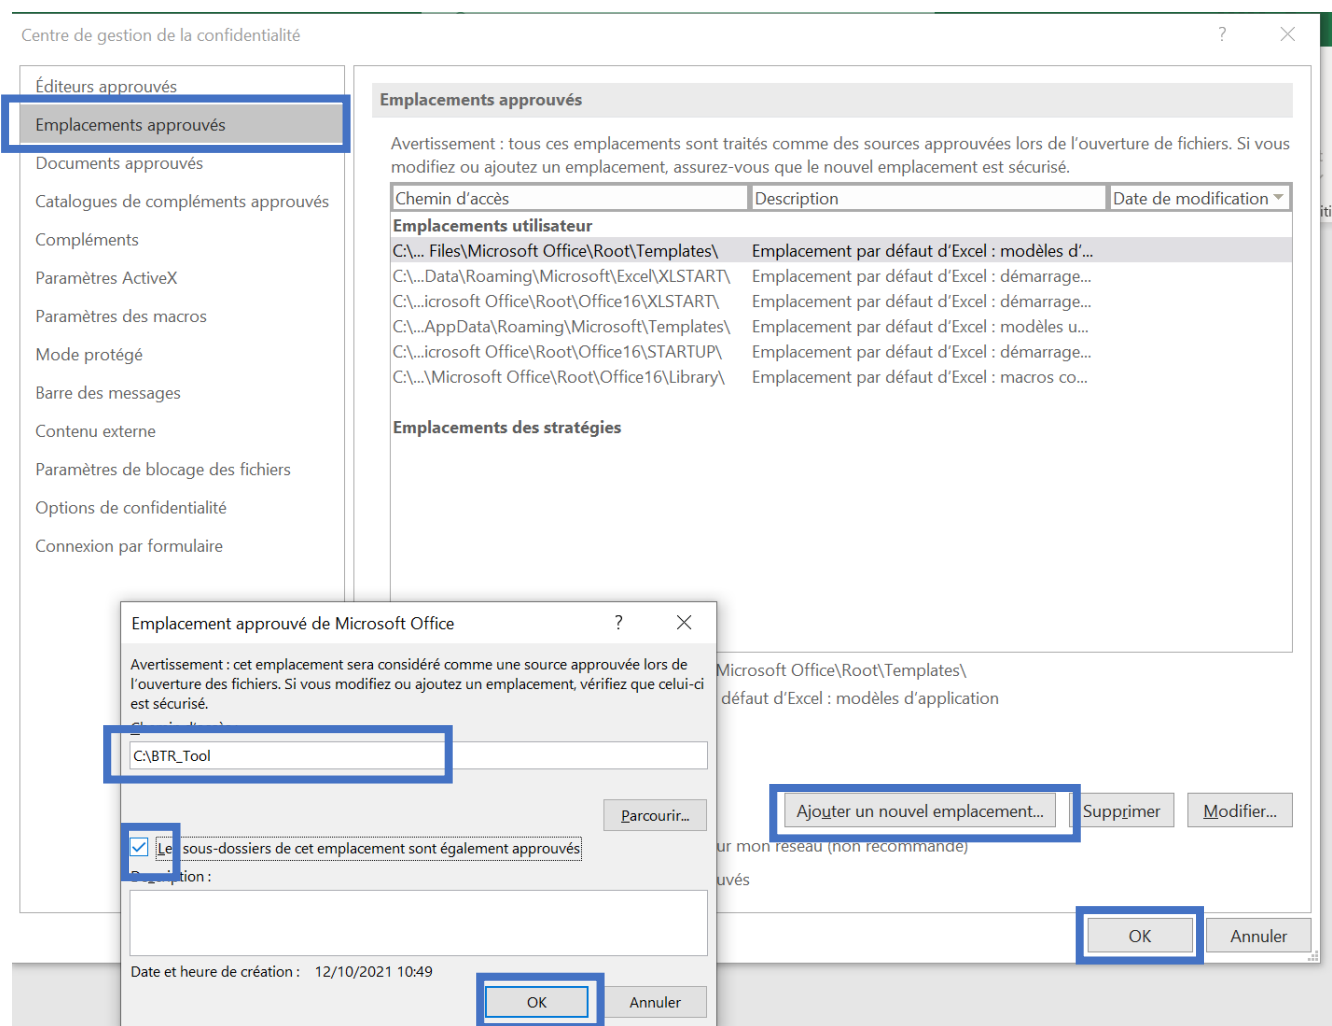 Centre de gestion de la confidentialité
?
Éditeurs approuvés
Emplacements approuvés
Documents approuvés
Catalogues de compléments approuvés
Compléments
Paramètres ActiveX
Paramètres des macros
Mode protégé
Barre des messages
Contenu externe
Paramètres de blocage des fichiers
Options de confidentialité
Connexion par formulaire
Emplacements approuvés
Avertissement : tous ces emplacements sont traités comme des sources approuvées lors de l'ouverture de fichiers. Si vous
modifiez ou ajoutez un emplacement, assurez-vous que le nouvel emplacement est sécurisé.
Chemin d'accès Description Date de modification
Emplacements utilisateur
C:\... Files\Microsoft Office\Root\Templates\ Emplacement par défaut d'Excel : modèles d'...
C:\...Data\Roaming\Microsoft\Excel\XLSTART\ Emplacement par défaut d'Excel : démarrage...
C:\...icrosoft Office\Root\Office16\XLSTART\ Emplacement par défaut d'Excel : démarrage...
C:\...AppData\Roaming\Microsoft\Templates\ Emplacement par défaut d'Excel : modèles u...
C:\...icrosoft Office\Root\Office16\STARTUP\ Emplacement par défaut d'Excel : démarrage...
C:\...\Microsoft Office\Root\Office16\Library\ Emplacement par défaut d'Excel : macros co...
Emplacements des stratégies
Microsoft Office\Root\Templates\
défaut d'Excel : modèles d'application
Ajouter un nouvel emplacement... Supprimer Modifier...
ur mon réseau (non recommandé)
uvés
OK Annuler
Emplacement approuvé de Microsoft Office ?
Avertissement : cet emplacement sera considéré comme une source approuvée lors de
l'ouverture des fichiers. Si vous modifiez ou ajoutez un emplacement, vérifiez que celui-ci
est sécurisé.
C:\BTR_Tool
Parcourir...
Le sous-dossiers de cet emplacement sont également approuvés
Description :
Date et heure de création : 12/10/2021 10:49
OK Annuler